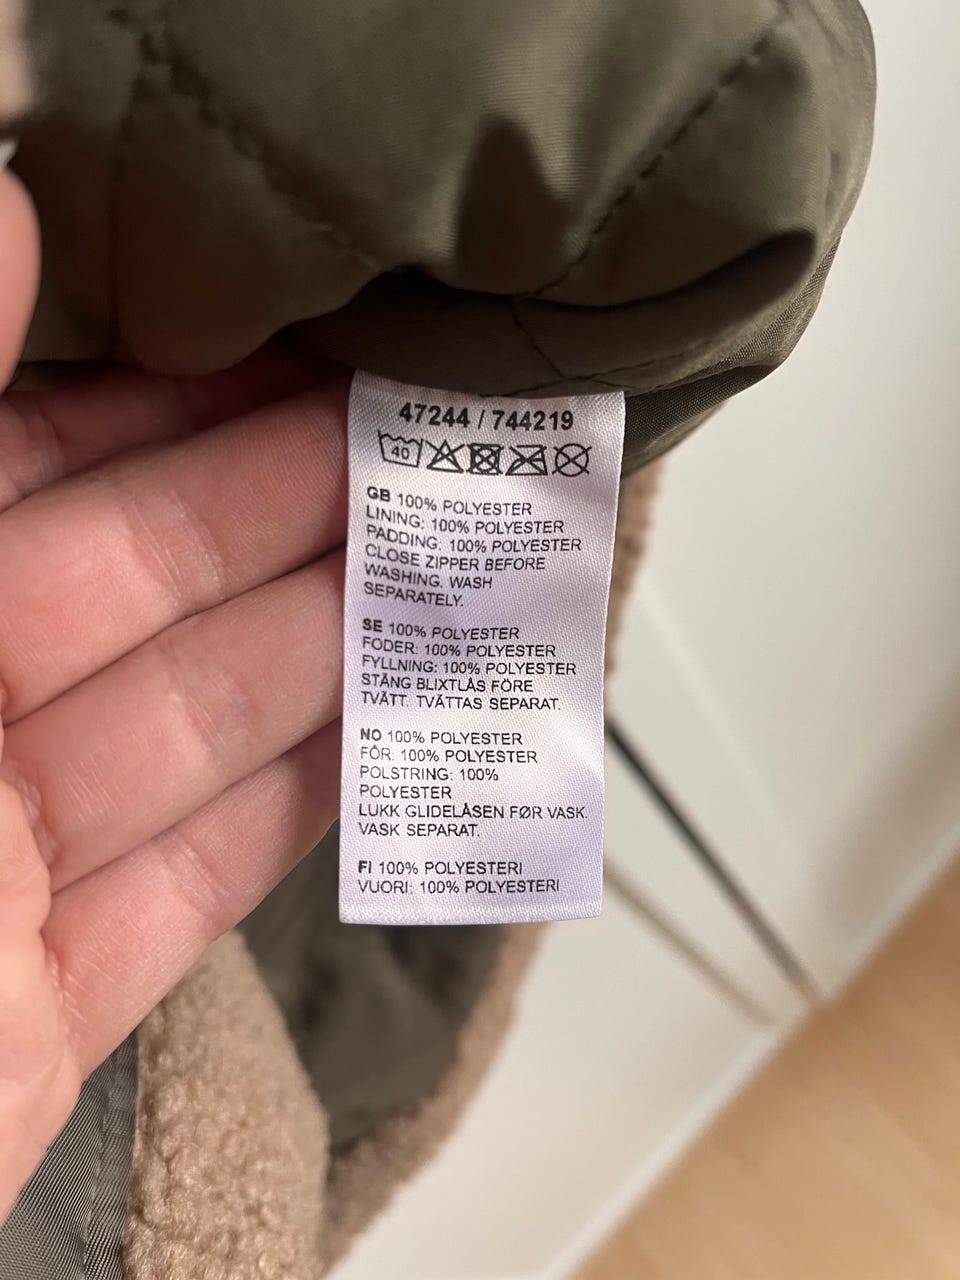 47244 / 744219
40
GB 100% POLYESTER
LINING: 100% POLYESTER
PADDING: 100% POLYESTER
CLOSE ZIPPER BEFORE
WASHING. WASH
SEPARATELY.
SE 100% POLYESTER
FODER: 100% POLYESTER
FYLLNING: 100% POLYESTER
STÄNG BLIXTLÅS FÖRE
TVÄTT. TVÄTTAS SEPARAT.
NO 100% POLYESTER
FÔR: 100% POLYESTER
POLSTRING: 100%
POLYESTER
LUKK GLIDELÅSEN FØR VASK.
VASK SEPARAT.
FI 100% POLYESTERI
VUORI: 100% POLYESTERI